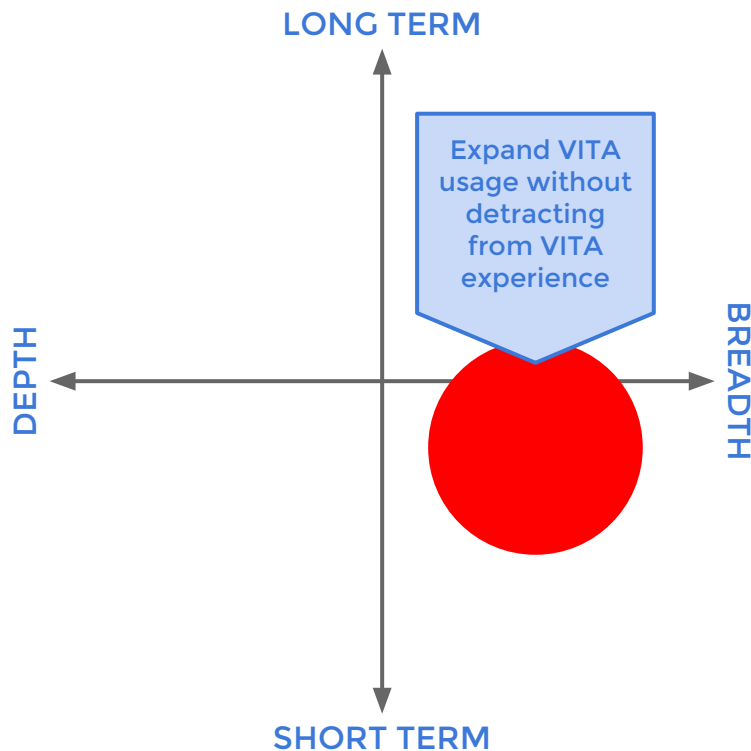 LONG TERM
Expand VITA
usage without
detracting
from VITA
experience
DEPTH
BREADTH
SHORT TERM